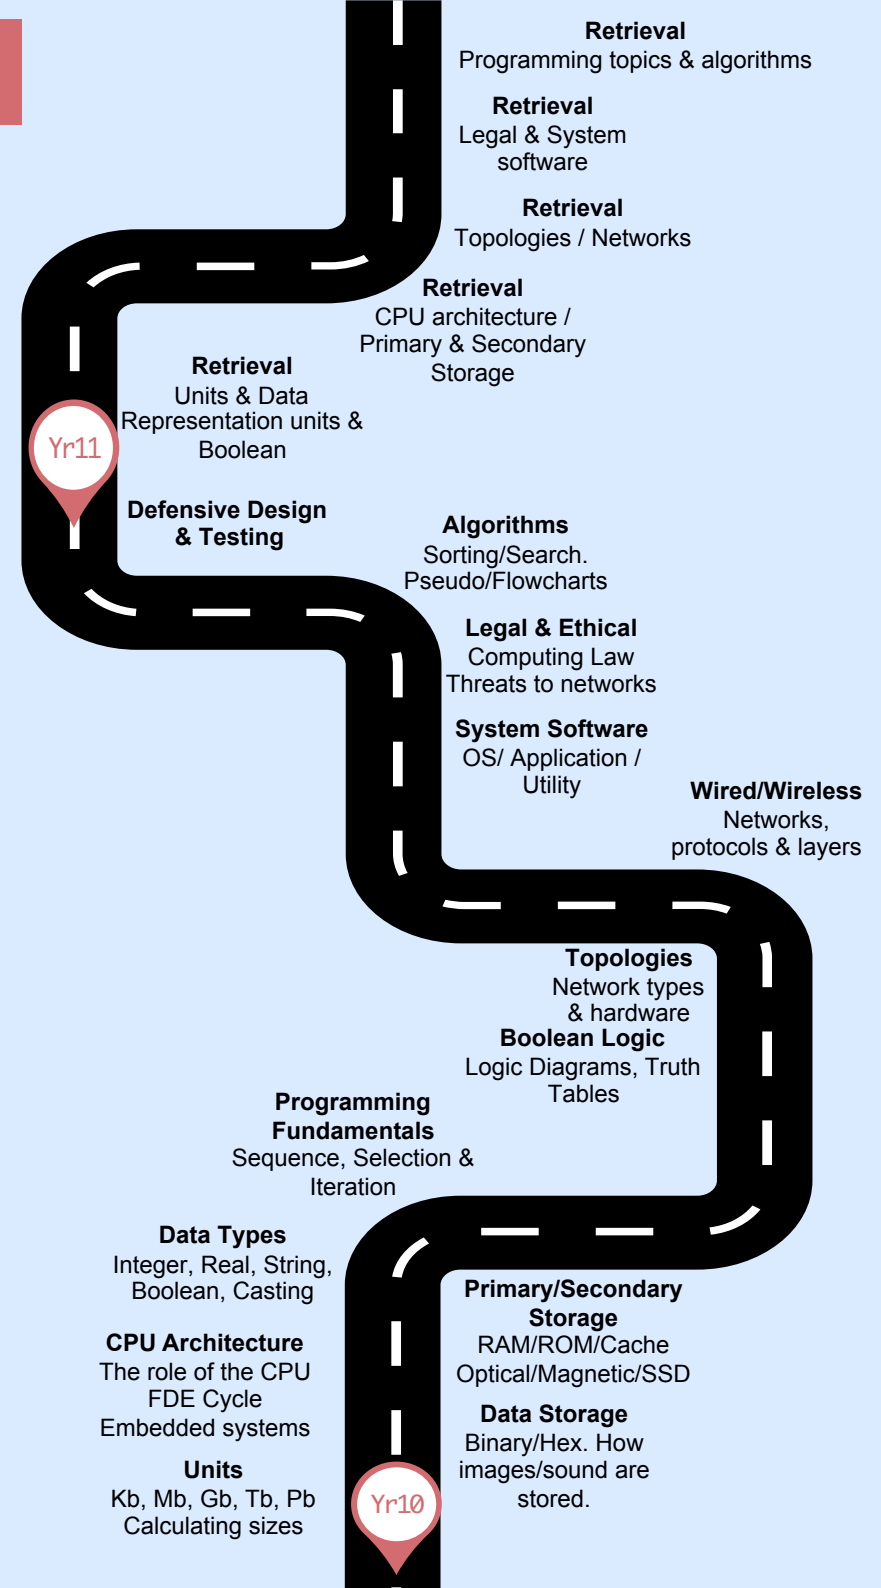 Retrieval
Programming topics & algorithms
Retrieval
Legal & System
software
Retrieval
Topologies / Networks
Retrieval
CPU architecture /
Primary & Secondary
Storage
Retrieval
Units & Data
Representation units &
Boolean
Yr11
Defensive Design
& Testing
Algorithms
Sorting/Search.
Pseudo/Flowcharts
Legal & Ethical
Computing Law
Threats to networks
System Software
OS/ Application /
Utility
Wired/Wireless
Networks,
protocols & layers
Topologies
Network types
& hardware
Boolean Logic
Logic Diagrams, Truth
Tables
Programming
Fundamentals
Sequence, Selection &
Iteration
Data Types
Integer, Real, String,
Boolean, Casting
Primary/Secondary
Storage
RAM/ROM/Cache
Optical/Magnetic/SSD
CPU Architecture
The role of the CPU
FDE Cycle
Embedded systems
Data Storage
Binary/Hex. How
images/sound are
stored.
Units
Kb, Mb, Gb, Tb, Pb
Calculating sizes
Yr10